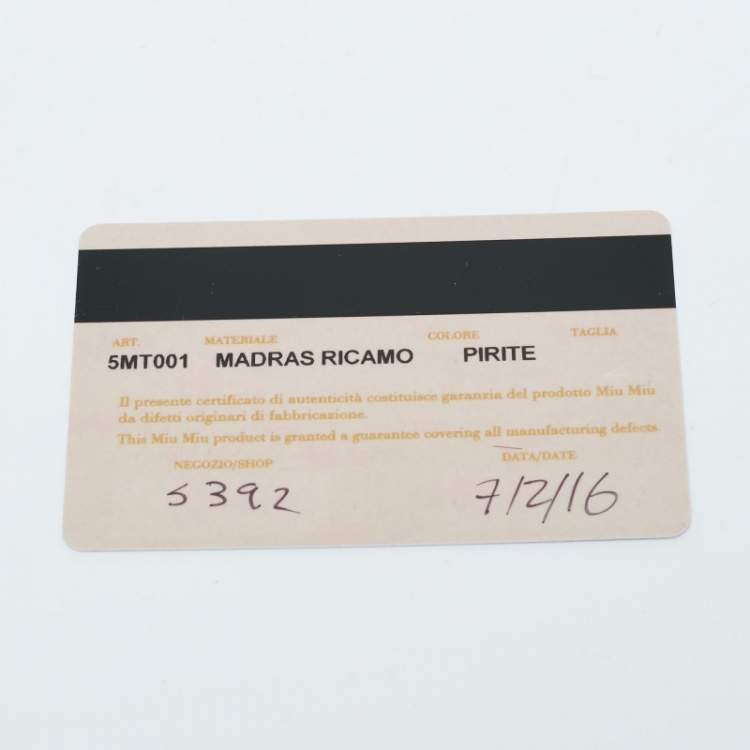 ART. MATERIALE COLORE TAGLIA
5MT001 MADRAS RICAMO PIRITE
Il presente certificato di autenticità costituisce garanzia del prodotto Miu Miu
da difetti originari di fabbricazione.
This Miu Miu product is granted a guarantee covering all manufacturing defects.
NEGOZIO/SHOP DATA/DATE
5392 7/2/16